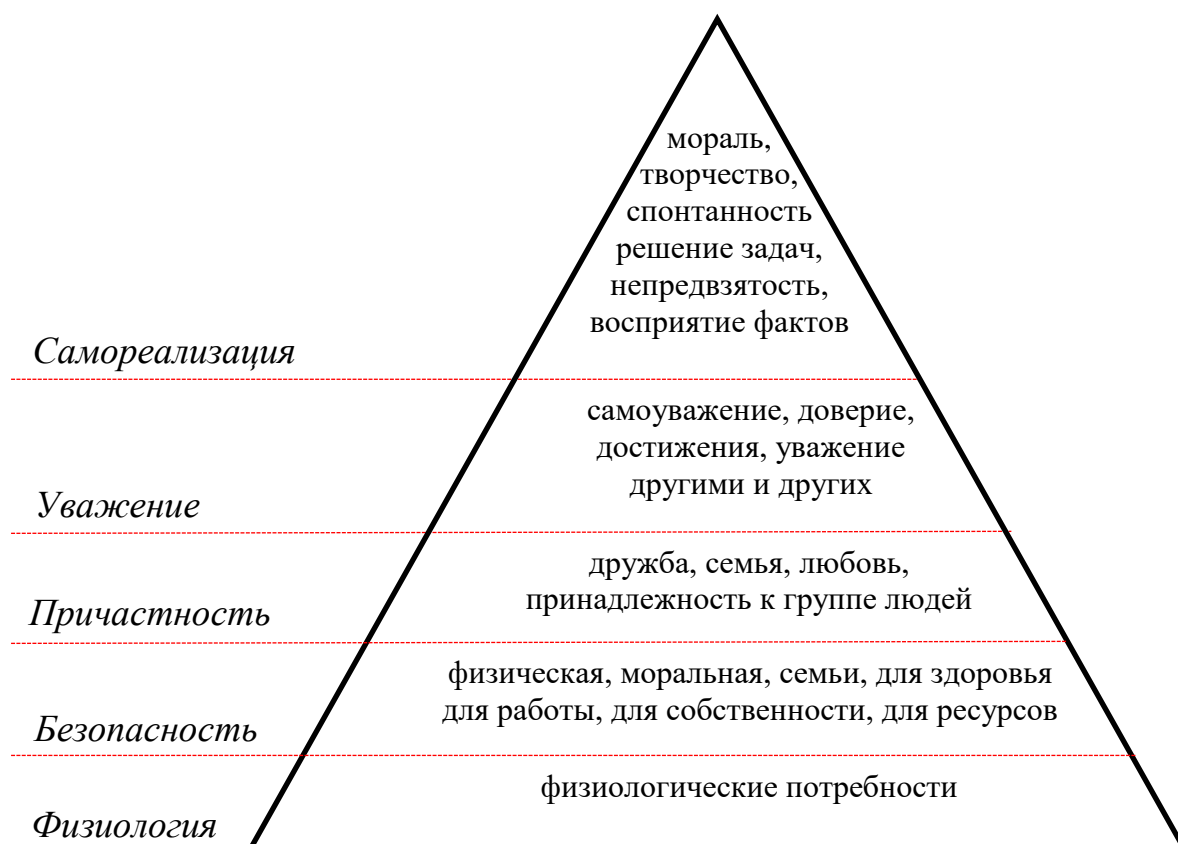 мораль,
творчество,
спонтанность
решение задач,
непредвзятость,
восприятие фактов
Самореализация
самоуважение, доверие,
достижения, уважение
другими и других
Уважение
дружба, семья, любовь,
принадлежность к группе людей
Причастность
физическая, моральная, семьи, для здоровья
для работы, для собственности, для ресурсов
Безопасность
физиологические потребности
Физиология